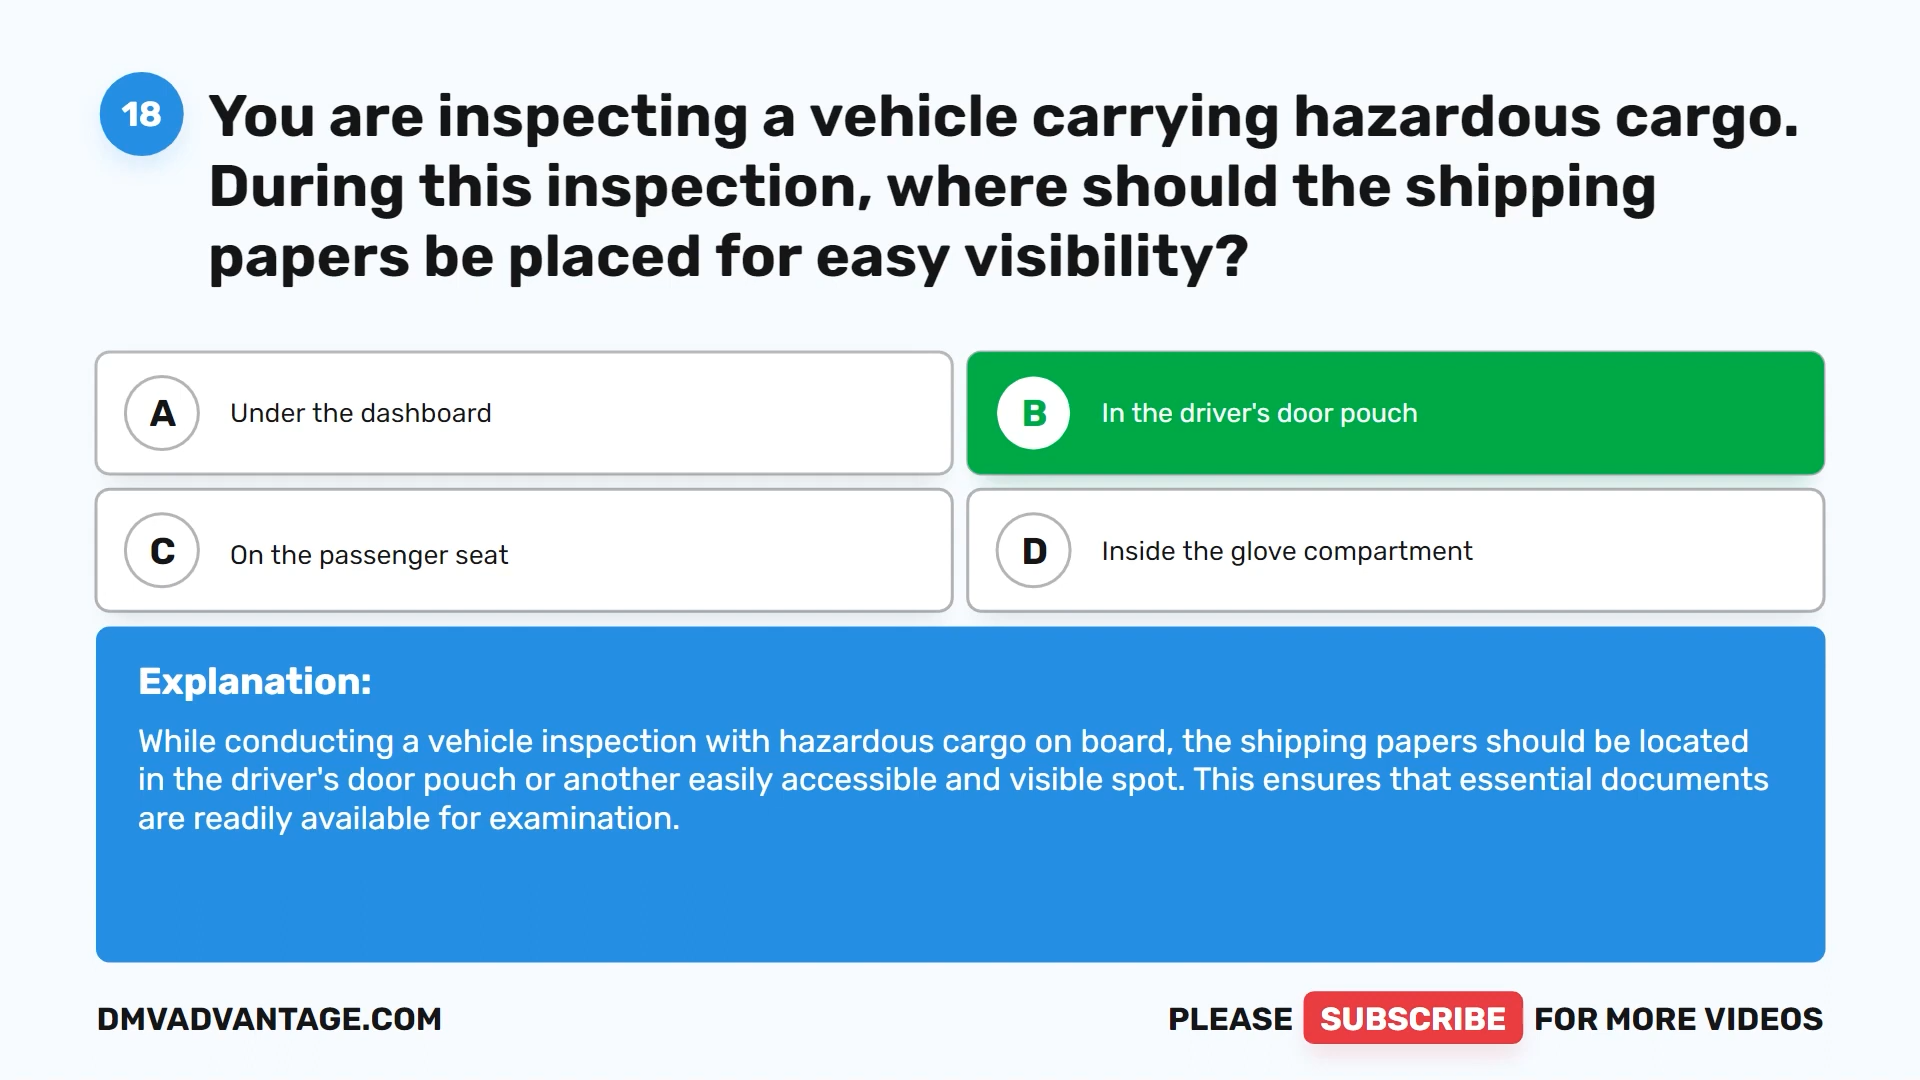 18
You are inspecting a vehicle carrying hazardous cargo.
During this inspection, where should the shipping
papers be placed for easy visibility?
A Under the dashboard
B In the driver's door pouch
C On the passenger seat
D Inside the glove compartment
Explanation:
While conducting a vehicle inspection with hazardous cargo on board, the shipping papers should be located
in the driver's door pouch or another easily accessible and visible spot. This ensures that essential documents
are readily available for examination.
DMVADVANTAGE.COM
PLEASE SUBSCRIBE FOR MORE VIDEOS